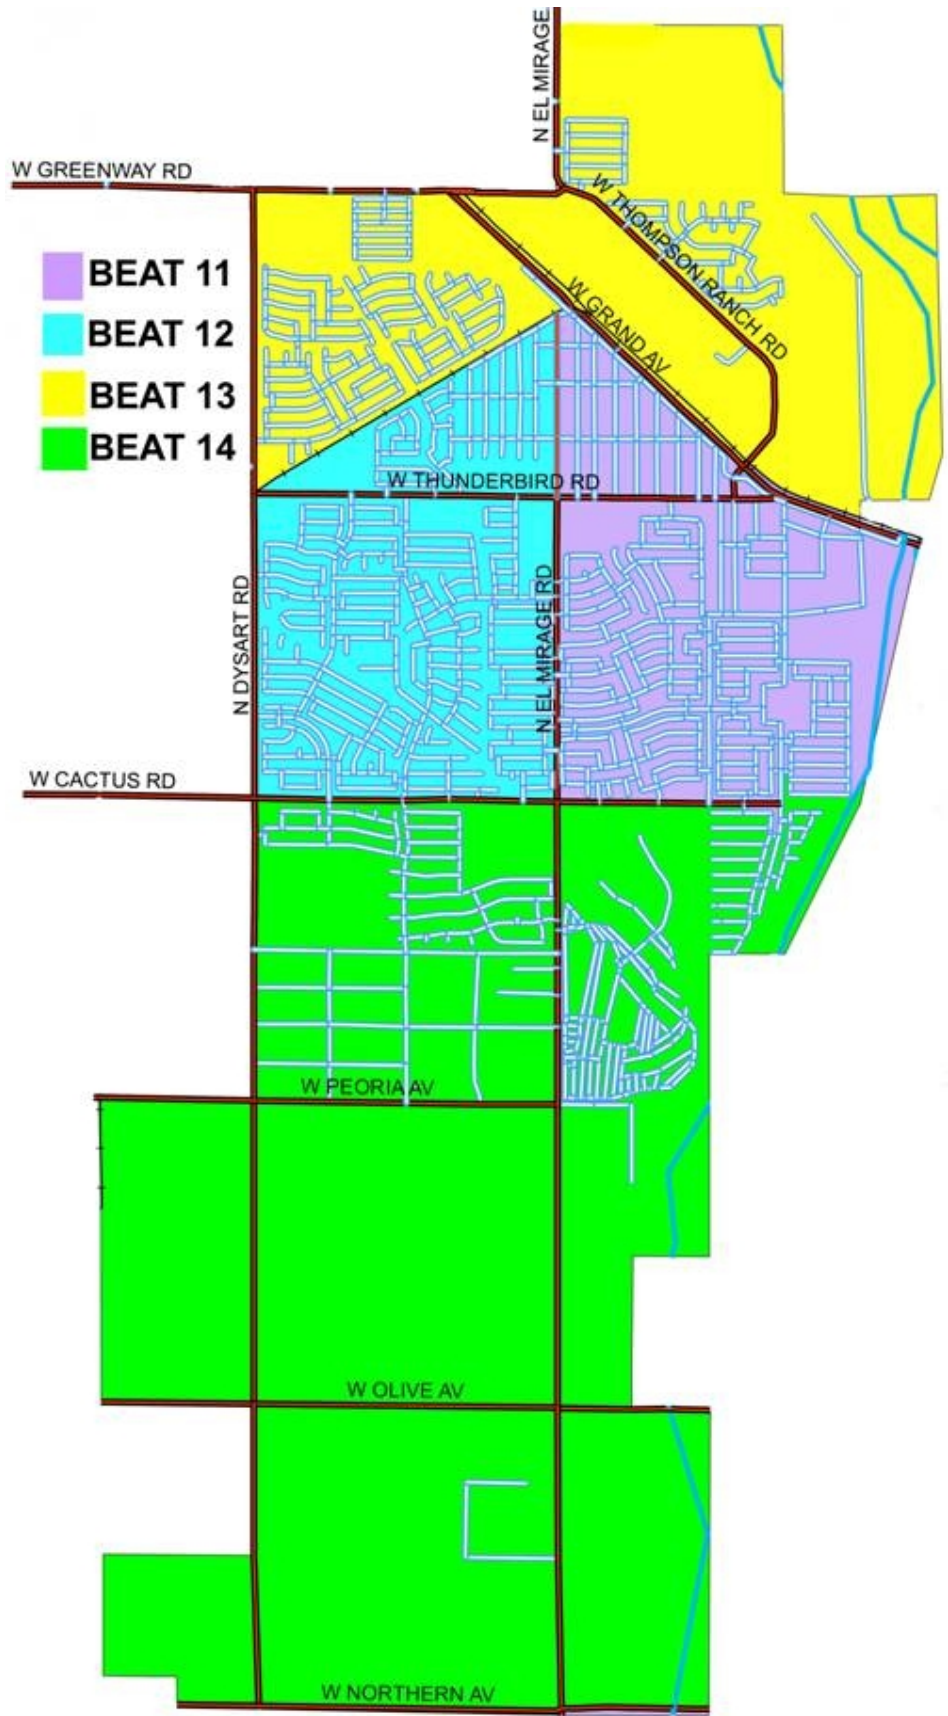 N EL MIRAGE
W GREENWAY RD
W THOMPSON RANCH RD
BEAT 11
W GRAND AV
BEAT 12
BEAT 13
BEAT 14
W THUNDERBIRD RD
N DYSART RD
N EL MIRAGE RD
W CACTUS RD
W PEORIA AV
W OLIVE AV
W NORTHERN AV